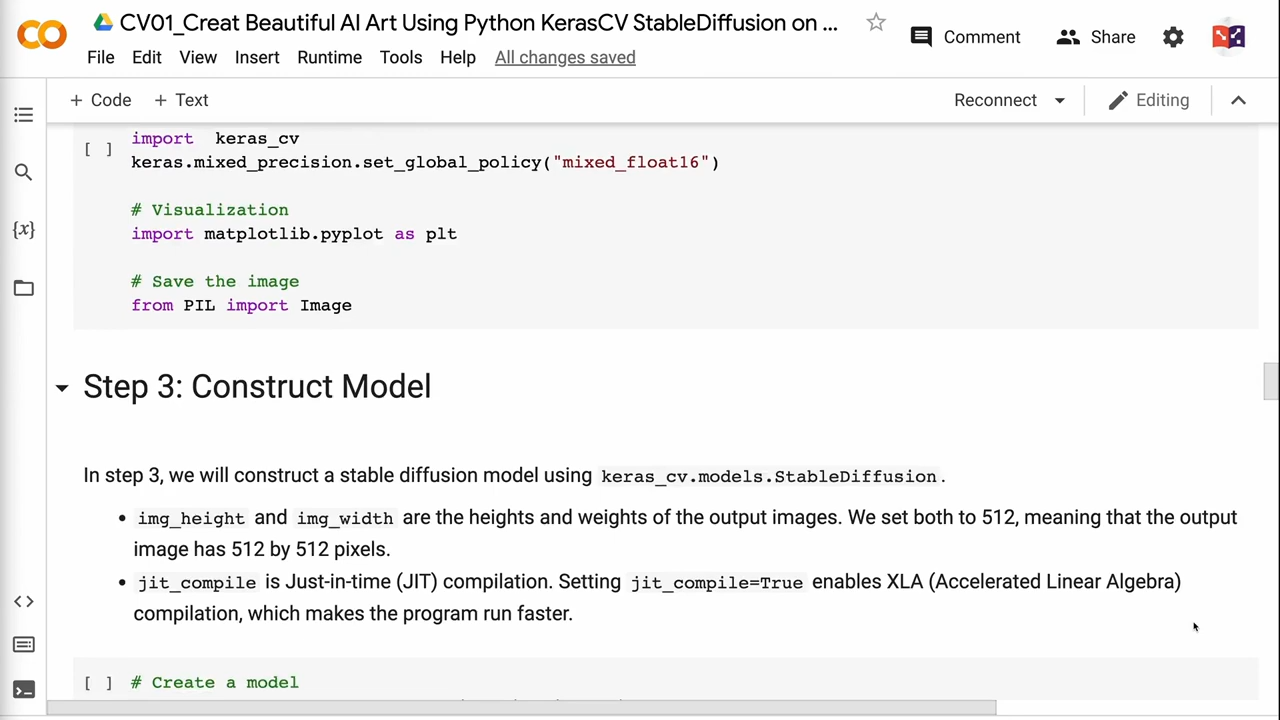 CV01_Creat Beautiful AI Art Using Python KerasCV StableDiffusion on ...
Comment
Share
File Edit View Insert Runtime Tools Help All changes saved
+ Code + Text
Reconnect
Editing
[ ] import keras_cv
keras.mixed_precision.set_global_policy("mixed_float16")
# Visualization
import matplotlib.pyplot as plt
# Save the image
from PIL import Image
{x}
Step 3: Construct Model
In step 3, we will construct a stable diffusion model using keras_cv.models.StableDiffusion.
• img_height and img_width are the heights and weights of the output images. We set both to 512, meaning that the output
image has 512 by 512 pixels.
• jit_compile is Just-in-time (JIT) compilation. Setting jit_compile=True enables XLA (Accelerated Linear Algebra)
compilation, which makes the program run faster.
[ ] # Create a model